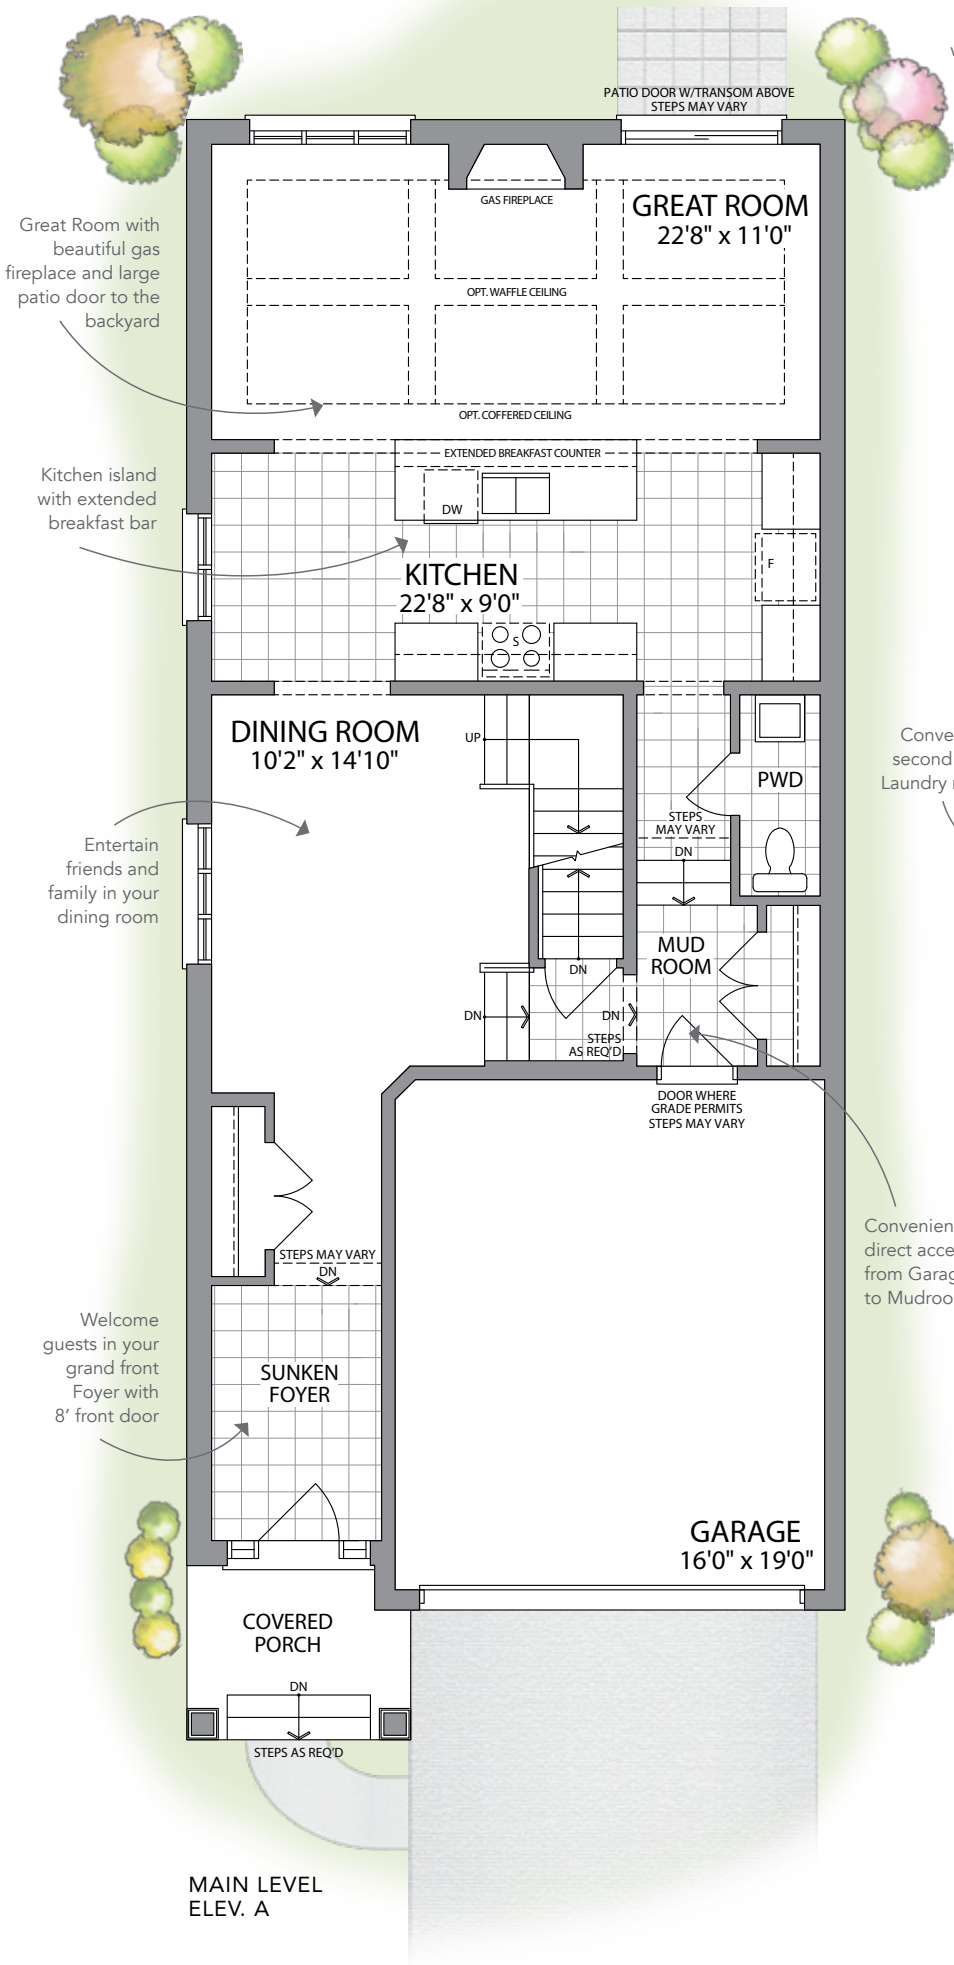 PATIO DOOR W/TRANSOM ABOVE
STEPS MAY VARY
GAS FIREPLACE
GREAT ROOM
22'8" x 11'0"
Great Room with
beautiful gas
fireplace and large
patio door to the
backyard
OPT. WAFFLE CEILING
OPT. COFFERED CEILING
EXTENDED BREAKFAST COUNTER
Kitchen island
with extended
breakfast bar
DW
F
KITCHEN
22'8" x 9'0"
S
DINING ROOM
10'2" x 14'10"
UP
PWD
second
Laundry
STEPS
MAY VARY
DN
Entertain
friends and
family in your
dining room
MUD
ROOM
DN
DN
DN
STEPS
AS REQ'D
DOOR WHERE
GRADE PERMITS
STEPS MAY VARY
direct
from
to
STEPS MAY VARY
DN
Welcome
guests in your
grand front
Foyer with
8' front door
SUNKEN
FOYER
GARAGE
16'0" x 19'0"
COVERED
PORCH
DN
STEPS AS REQ'D
MAIN LEVEL
ELEV. A